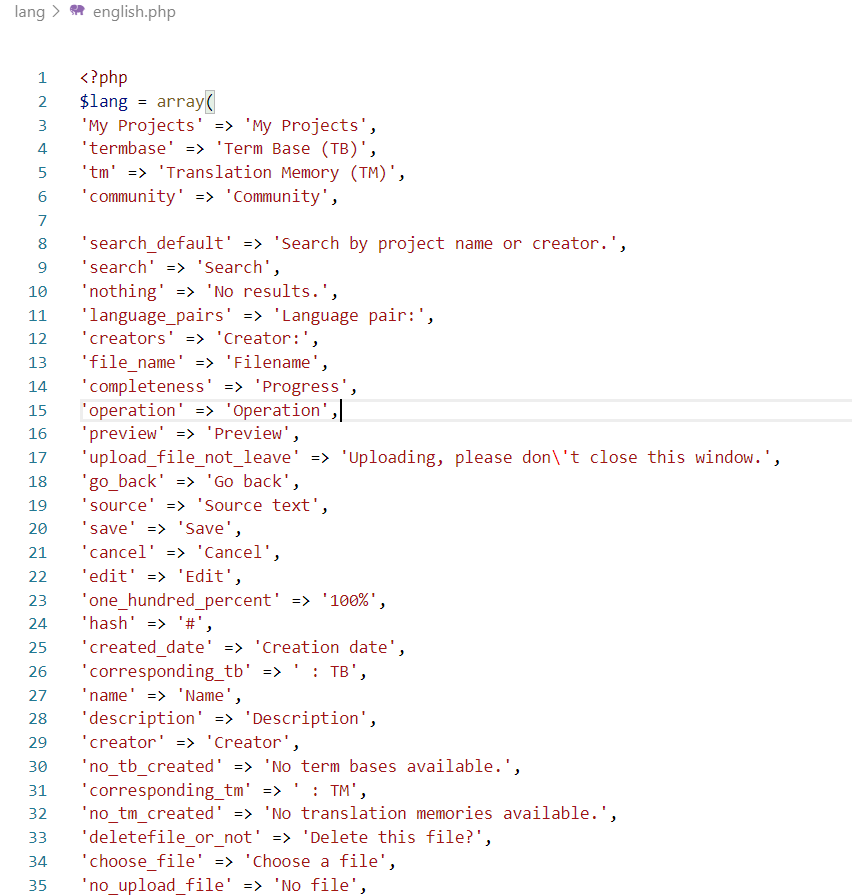 lang > english.php
1 <?php
2 $lang = array(
3 'My Projects' => 'My Projects',
4 'termbase' => 'Term Base (TB)',
5 'tm' => 'Translation Memory (TM)',
6 'community' => 'Community',
7
8 'search_default' => 'Search by project name or creator.',
9 'search' => 'Search',
10 'nothing' => 'No results.',
11 'language_pairs' => 'Language pair:',
12 'creators' => 'Creator:',
13 'file_name' => 'Filename',
14 'completeness' => 'Progress',
15 'operation' => 'Operation',
16 'preview' => 'Preview',
17 'upload_file_not_leave' => 'Uploading, please don\'t close this window.',
18 'go_back' => 'Go back',
19 'source' => 'Source text',
20 'save' => 'Save',
21 'cancel' => 'Cancel',
22 'edit' => 'Edit',
23 'one_hundred_percent' => '100%',
24 'hash' => '#',
25 'created_date' => 'Creation date',
26 'corresponding_tb' => ' : TB',
27 'name' => 'Name',
28 'description' => 'Description',
29 'creator' => 'Creator',
30 'no_tb_created' => 'No term bases available.',
31 'corresponding_tm' => ' : TM',
32 'no_tm_created' => 'No translation memories available.',
33 'deletefile_or_not' => 'Delete this file?',
34 'choose_file' => 'Choose a file',
35 'no_upload_file' => 'No file',